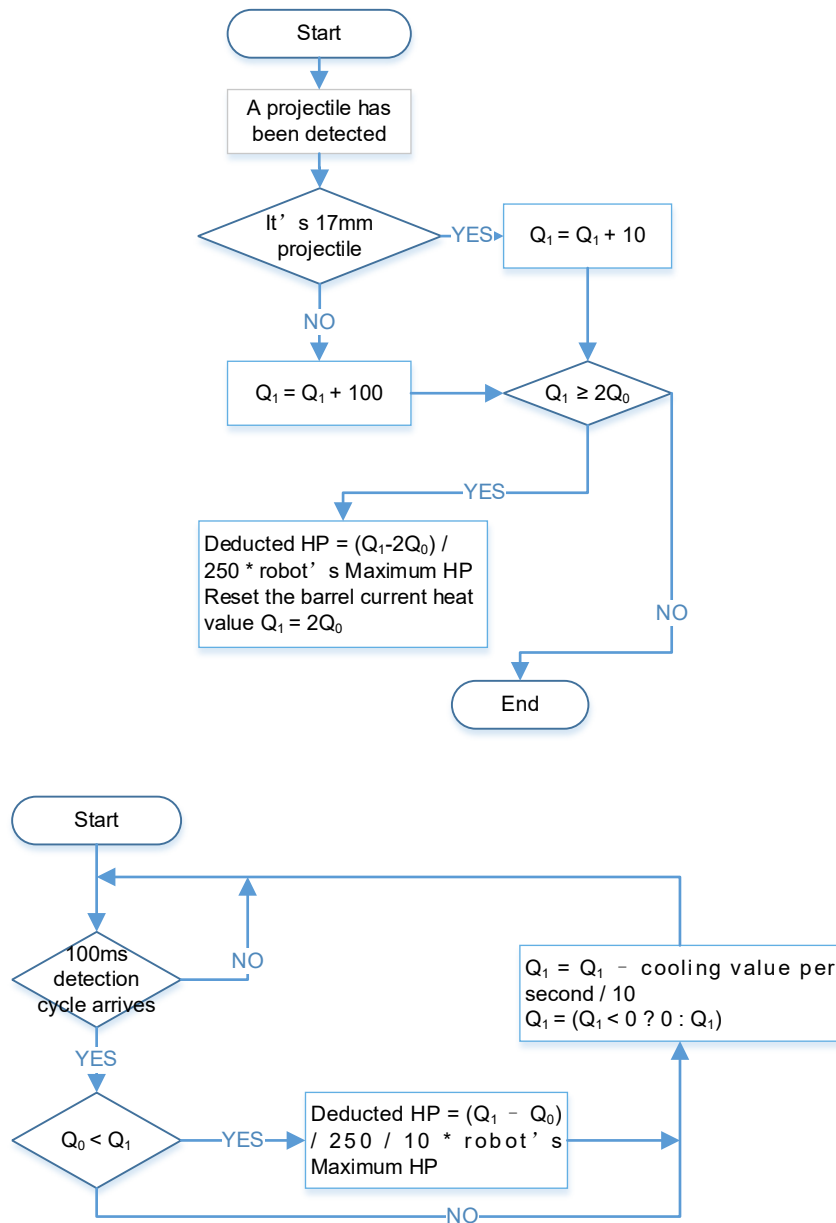 Start
A projectile has
been detected
It’ s 17mm
projectile
YES
Q₁ = Q₁ + 10
NO
Q₁ = Q₁ + 100
Q₁ ≥ 2Q₀
YES
Deducted HP = (Q₁-2Q₀) /
250 * robot’ s Maximum HP
Reset the barrel current heat
value Q₁ = 2Q₀
NO
End
Start
100ms
detection
cycle arrives
NO
Q₁ = Q₁ – cooling value per
second / 10
Q₁ = (Q₁ < 0 ? 0 : Q₁)
YES
Q₀ < Q₁
YES
Deducted HP = (Q₁ – Q₀)
/ 250 / 10 * robot’ s
Maximum HP
NO